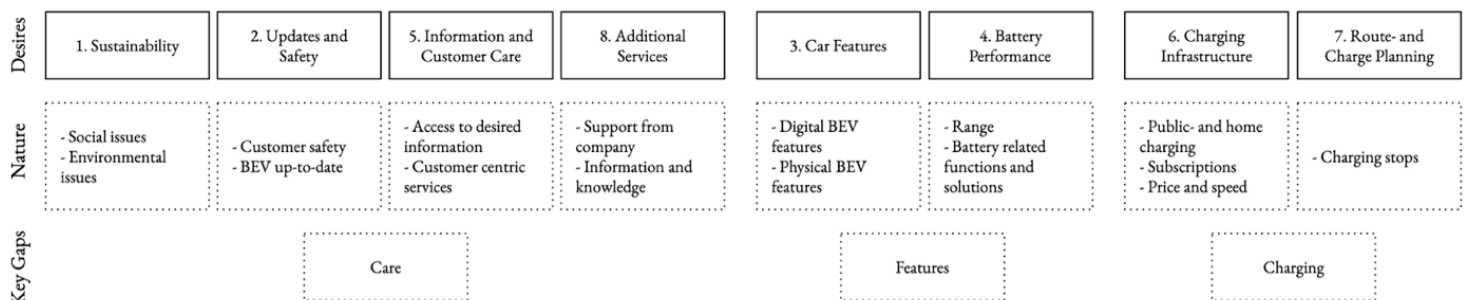 Desires
1. Sustainability
2. Updates and
Safety
5. Information and
Customer Care
8. Additional
Services
3. Car Features
4. Battery
Performance
6. Charging
Infrastructure
7. Route- and
Charge Planning
Nature
- Social issues
- Environmental
issues
- Customer safety
- BEV up-to-date
- Access to desired
information
- Customer centric
services
- Support from
company
- Information and
knowledge
- Digital BEV
features
- Physical BEV
features
- Range
- Battery related
functions and
solutions
- Public- and home
charging
- Subscriptions
- Price and speed
- Charging stops
Key Gaps
Care
Features
Charging